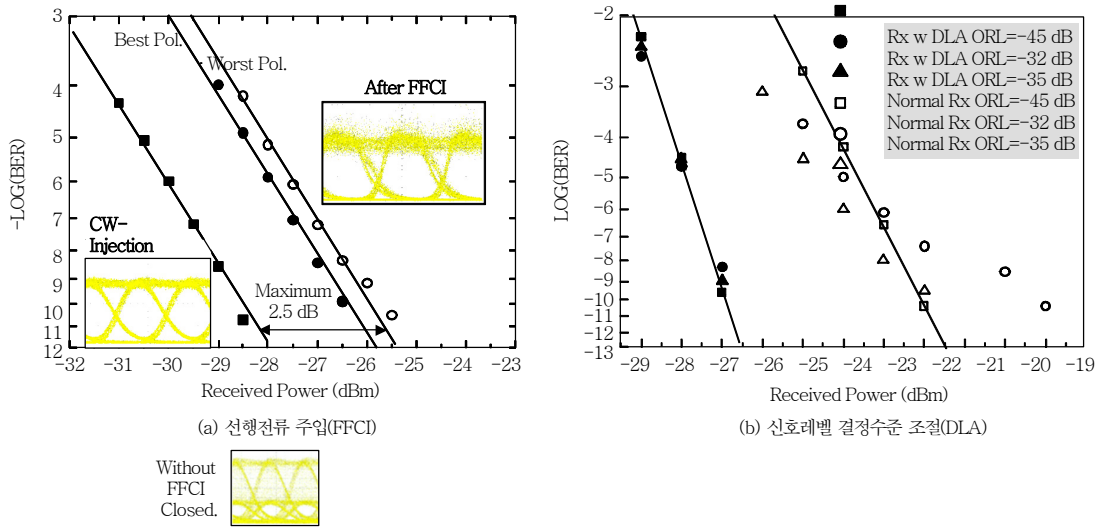 3
4
5
6
7
8
9
10
11
12
-LOG(BER)
Best Pol.
Worst Pol.
After FFCI
CW-
Injection
Maximum
2.5 dB
-32 -31 -30 -29 -28 -27 -26 -25 -24 -23
Received Power (dBm)
(a) 선행전류 주입(FFCI)
Without
FFCI
Closed.
-2
-3
-4
-5
-6
-7
-8
-9
-10
-11
-13
LOG(BER)
Rx w DLA ORL=-45 dB
Rx w DLA ORL=-32 dB
Rx w DLA ORL=-35 dB
Normal Rx ORL=-45 dB
Normal Rx ORL=-32 dB
Normal Rx ORL=-35 dB
-29 -28 -27 -26 -25 -24 -23 -22 -21 -20 -19
Received Power (dBm)
(b) 신호레벨 결정수준 조절(DLA)